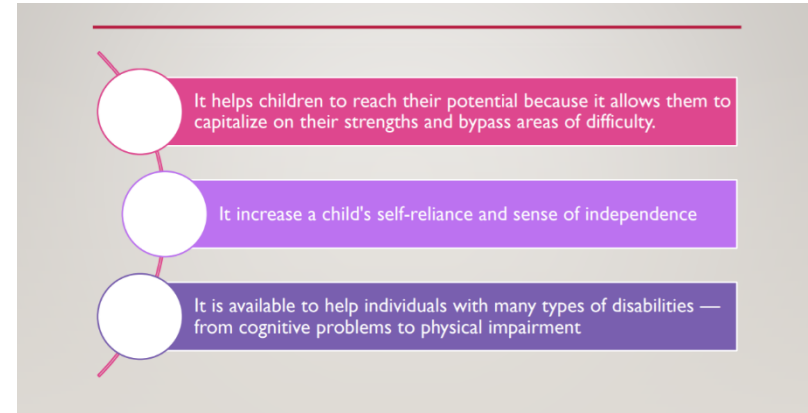 It helps children to reach their potential because it allows them to
capitalize on their strengths and bypass areas of difficulty.
It increase a child's self-reliance and sense of independence
It is available to help individuals with many types of disabilities —
from cognitive problems to physical impairment